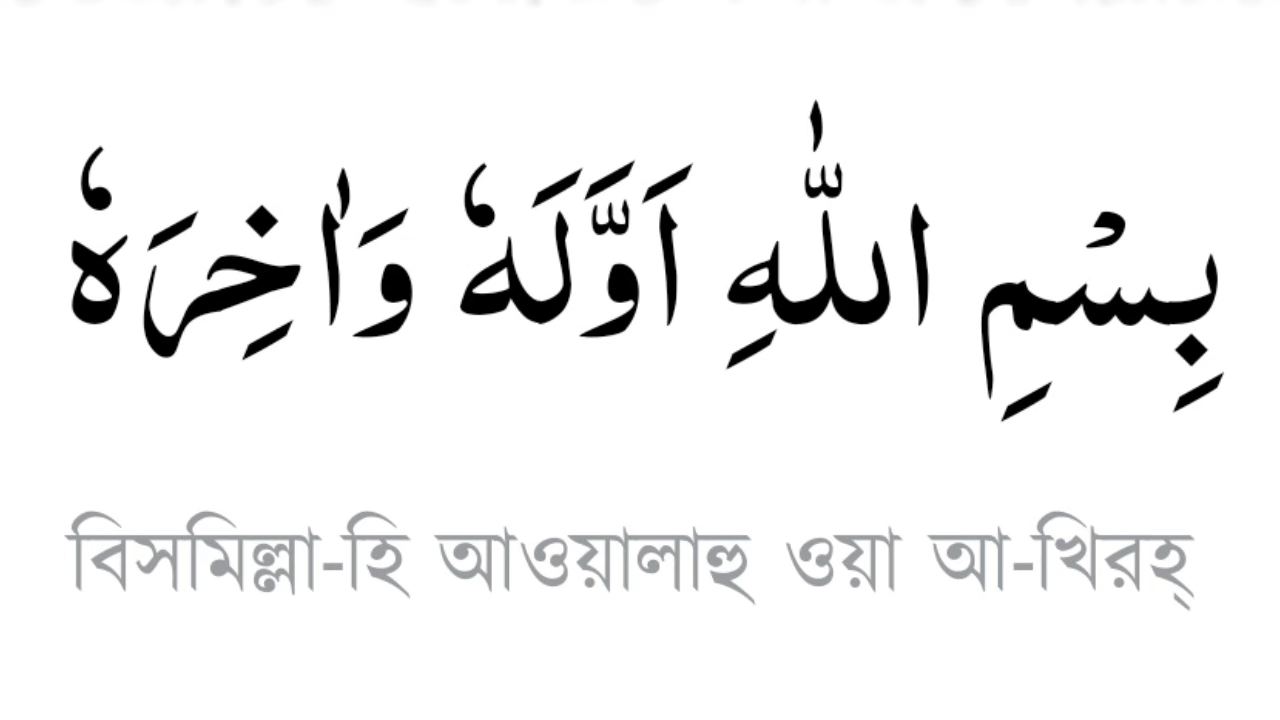 بِسْمِ اللّٰهِ اَوَّلَهٗ وَاٰخِرَهٗ
বিসমিল্লা-হি আওয়ালাহু ওয়া আ-খিরহ্